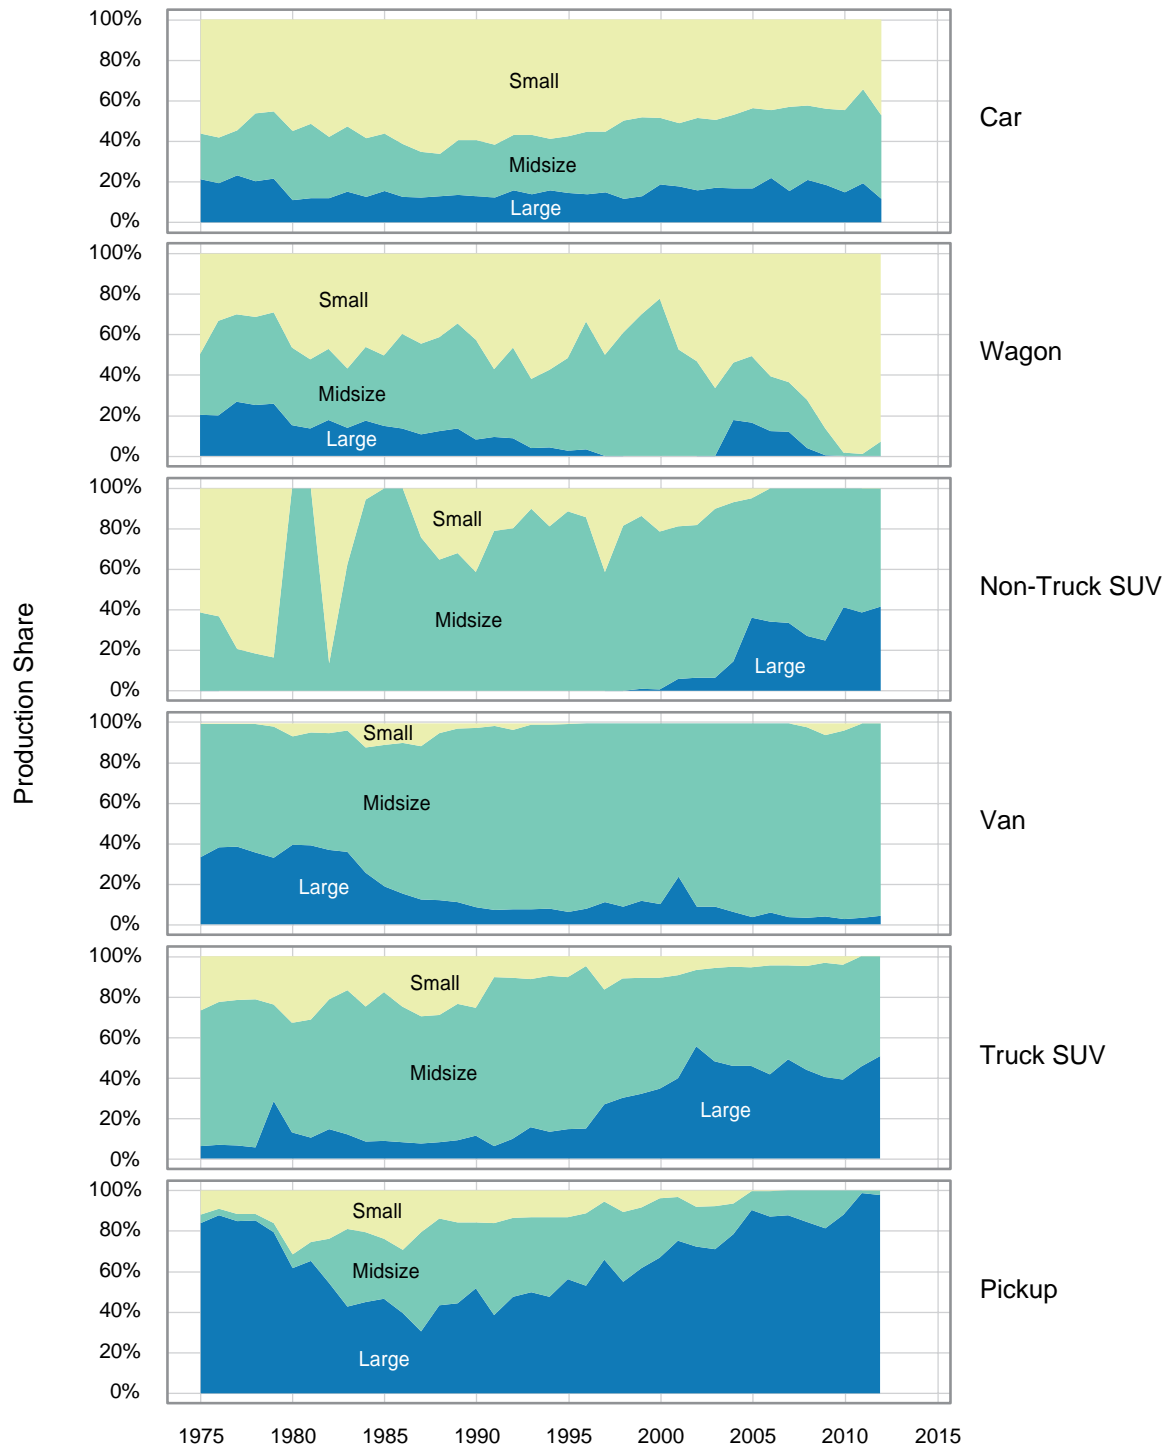 100%
80%
60%
40%
20%
0%
Small
Midsize
Large
Car
100%
80%
60%
40%
20%
0%
Small
Midsize
Large
Wagon
100%
80%
60%
40%
20%
0%
Small
Midsize
Large
Non-Truck SUV
Production Share
100%
80%
60%
40%
20%
0%
Small
Midsize
Large
Van
100%
80%
60%
40%
20%
0%
Small
Midsize
Large
Truck SUV
100%
80%
60%
40%
20%
0%
Small
Midsize
Large
Pickup
1975 1980 1985 1990 1995 2000 2005 2010 2015